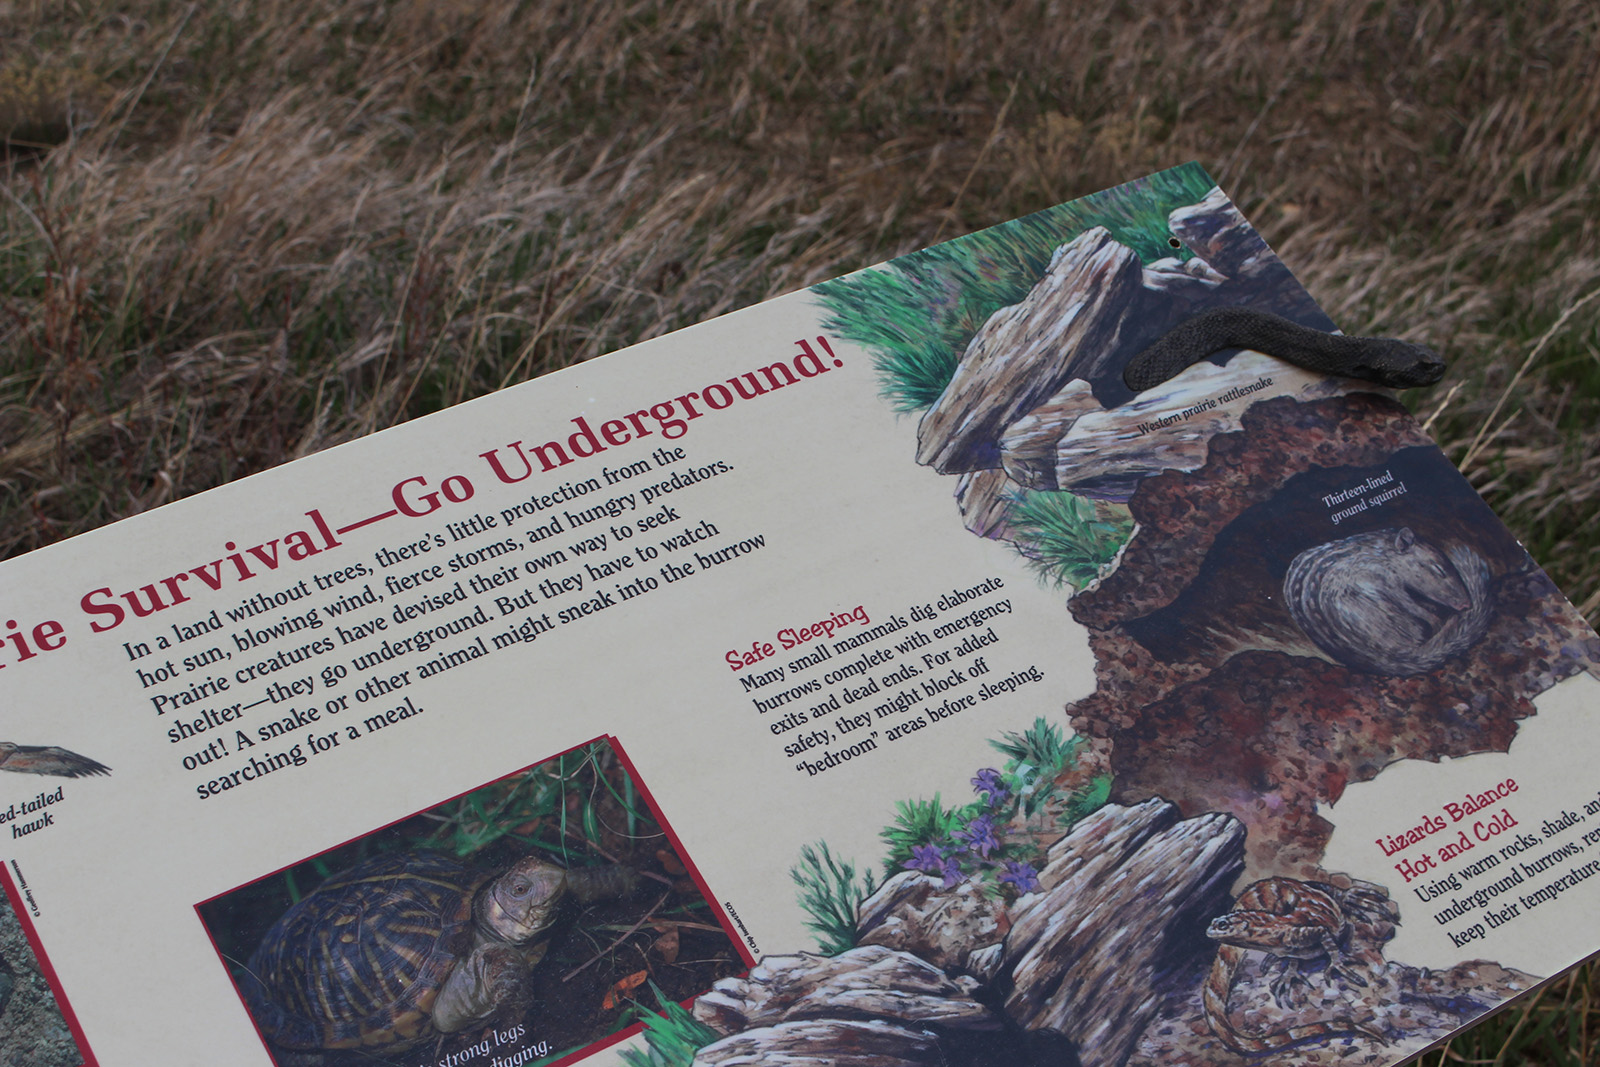 Survival—Go Underground!
In a land without trees, there's little protection from the
hot sun, blowing wind, fierce storms, and hungry predators.
Prairie creatures have devised their own way to seek
shelter—they go underground. But they have to watch
out! A snake or other animal might sneak into the burrow
searching for a meal.
Western prairie rattlesnake
Thirteen-lined
ground squirrel
Safe Sleeping
Many small mammals dig elaborate
burrows complete with emergency
exits and dead ends. For added
safety, they might block off
"bedroom" areas before sleeping.
ed-tailed
hawk
strong legs
digging.
Lizards Balance
Hot and Cold
Using warm rocks, shade, and
underground burrows,
keep their temperature